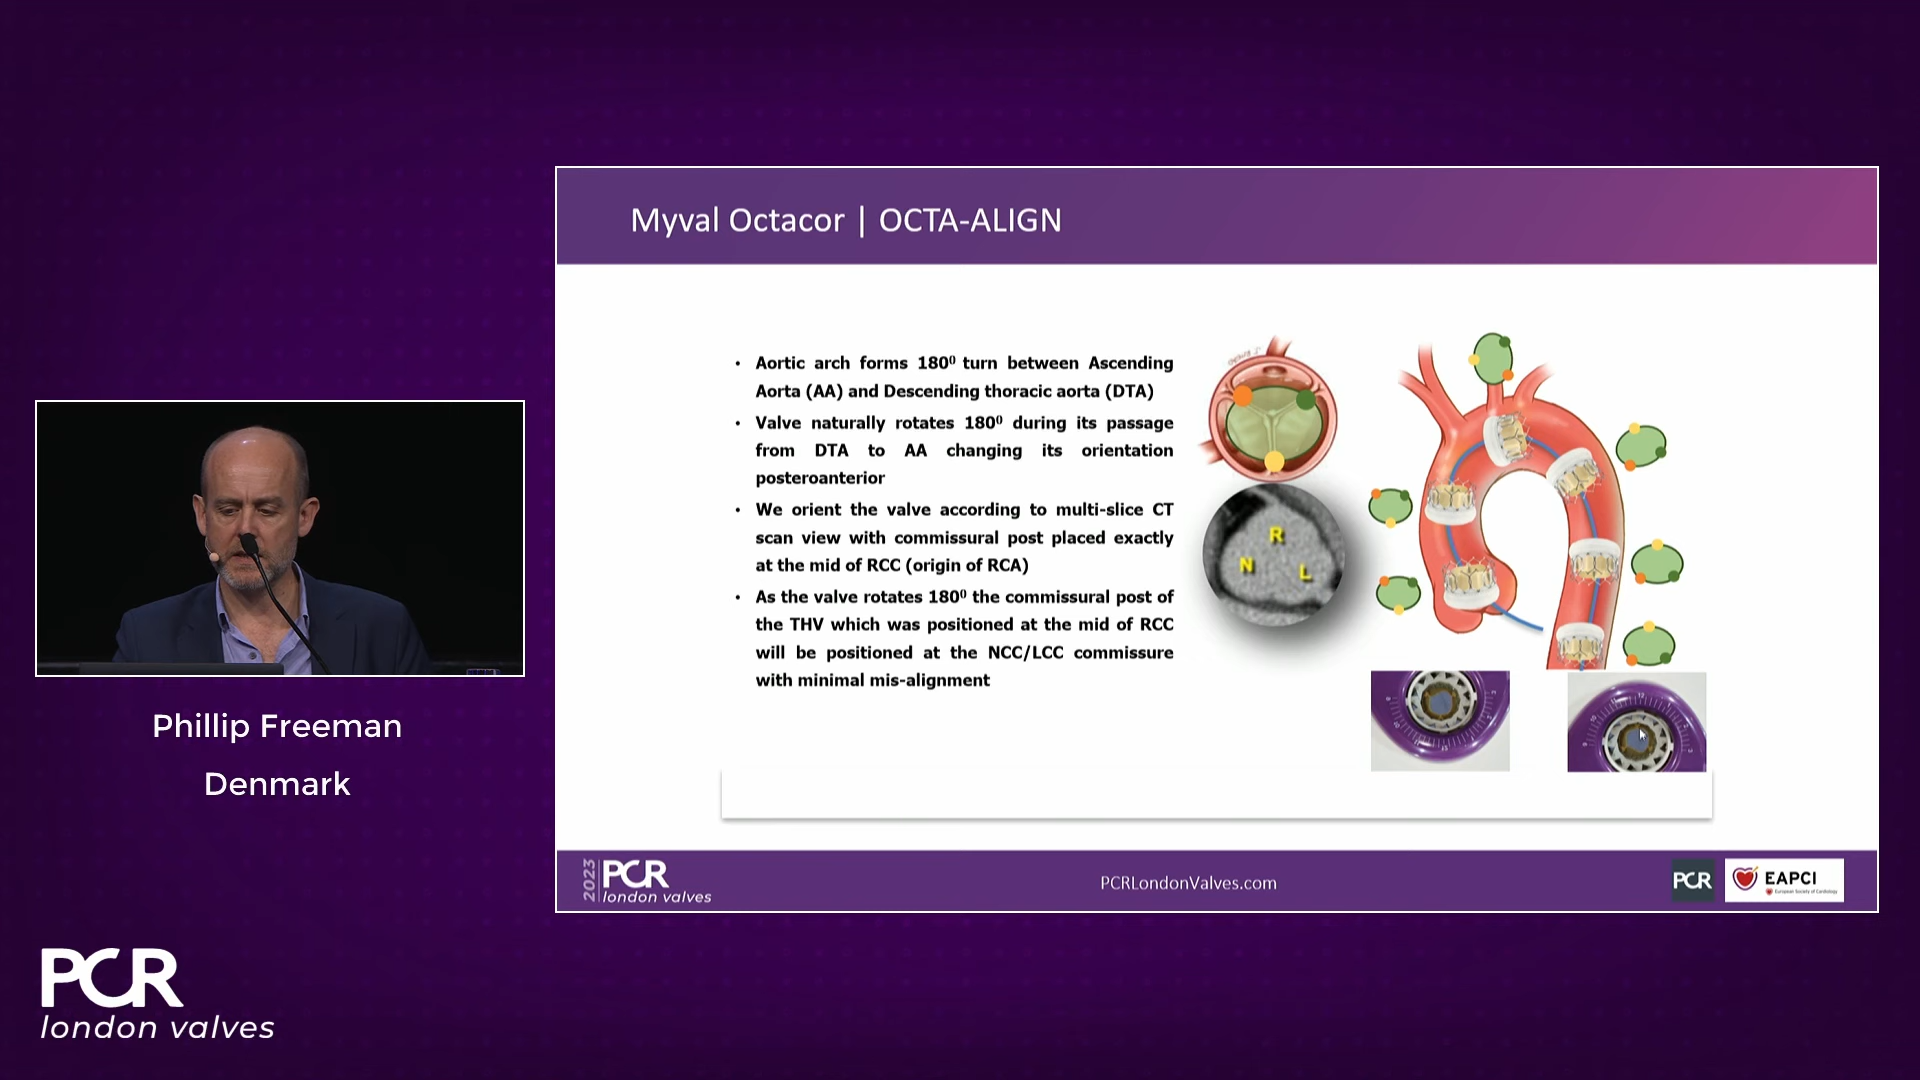 Myval Octacor | OCTA-ALIGN
• Aortic arch forms 180⁰ turn between Ascending
Aorta (AA) and Descending thoracic aorta (DTA)
• Valve naturally rotates 180⁰ during its passage
from DTA to AA changing its orientation
posteroanterior
• We orient the valve according to multi-slice CT
scan view with commissural post placed exactly
at the mid of RCC (origin of RCA)
• As the valve rotates 180⁰ the commissural post of
the THV which was positioned at the mid of RCC
will be positioned at the NCC/LCC commissure
with minimal mis-alignment
R
N
L
Phillip Freeman
Denmark
2023
PCR
london valves
PCRLondonValves.com
PCR
EAPCI
European Society of Cardiology
PCR
london valves